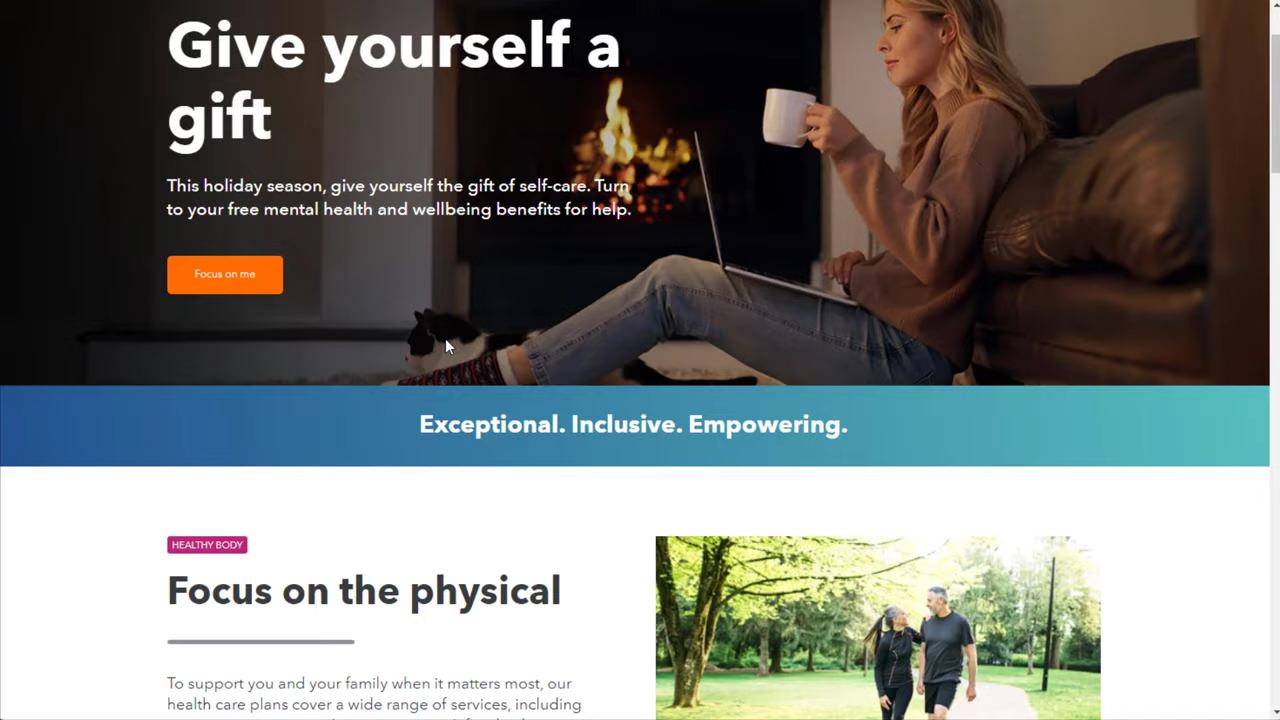 Give yourself a
gift
This holiday season, give yourself the gift of self-care. Turn
to your free mental health and wellbeing benefits for help.
Focus on me
Exceptional. Inclusive. Empowering.
HEALTHY BODY
Focus on the physical
To support you and your family when it matters most, our
health care plans cover a wide range of services, including